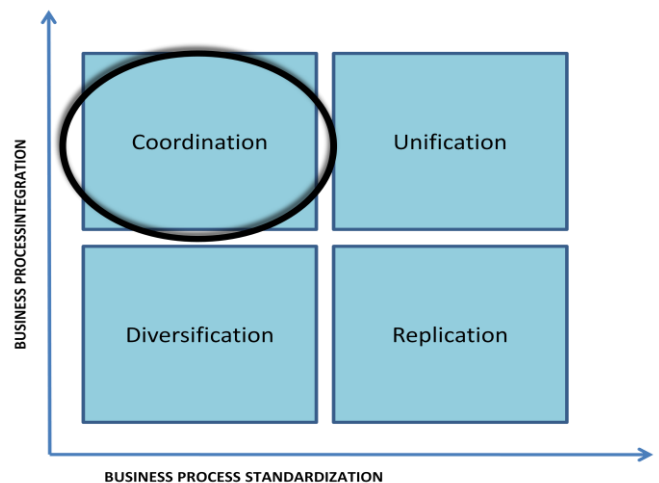 BUSINESS PROCESSINTEGRATION
Coordination
Unification
Diversification
Replication
BUSINESS PROCESS STANDARDIZATION